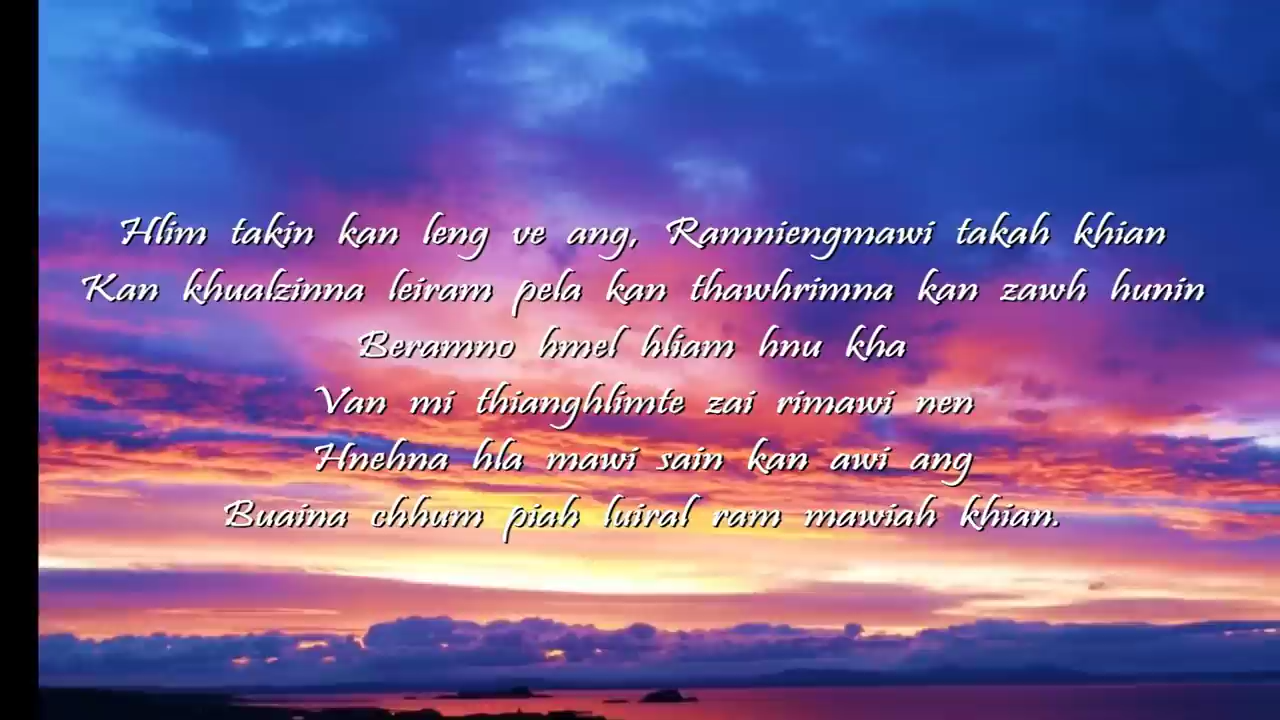 Hlim takin kan leng ve ang, Ramniengmawi takah khian
Kan khualzinna leiram pela kan thawhrimna kan zawh hunin
Beramno hmel hliam hnu kha
Van mi thianghlimte zai rimawi nen
Hnehna hla mawi sain kan awi ang
Buaina chhum piah luiral ram mawiah khian.